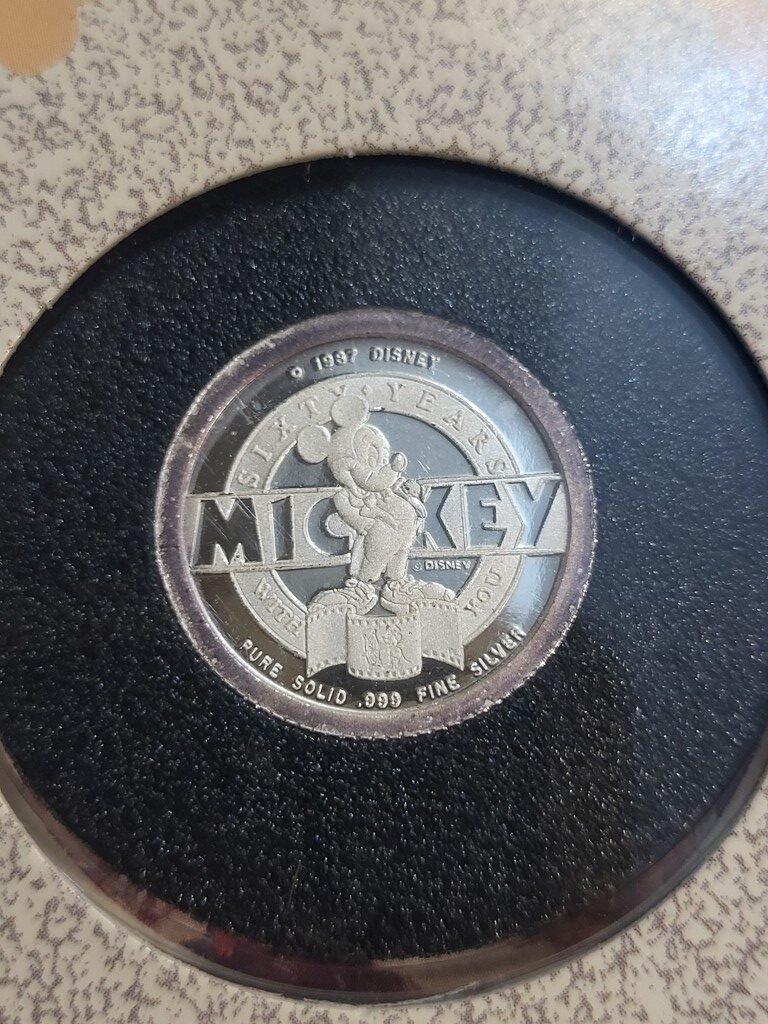 © 1987 DISNEY
SIXTY YEARS
MICKEY
© DISNEY
WITH YOU
PURE SOLID .999 FINE SILVER